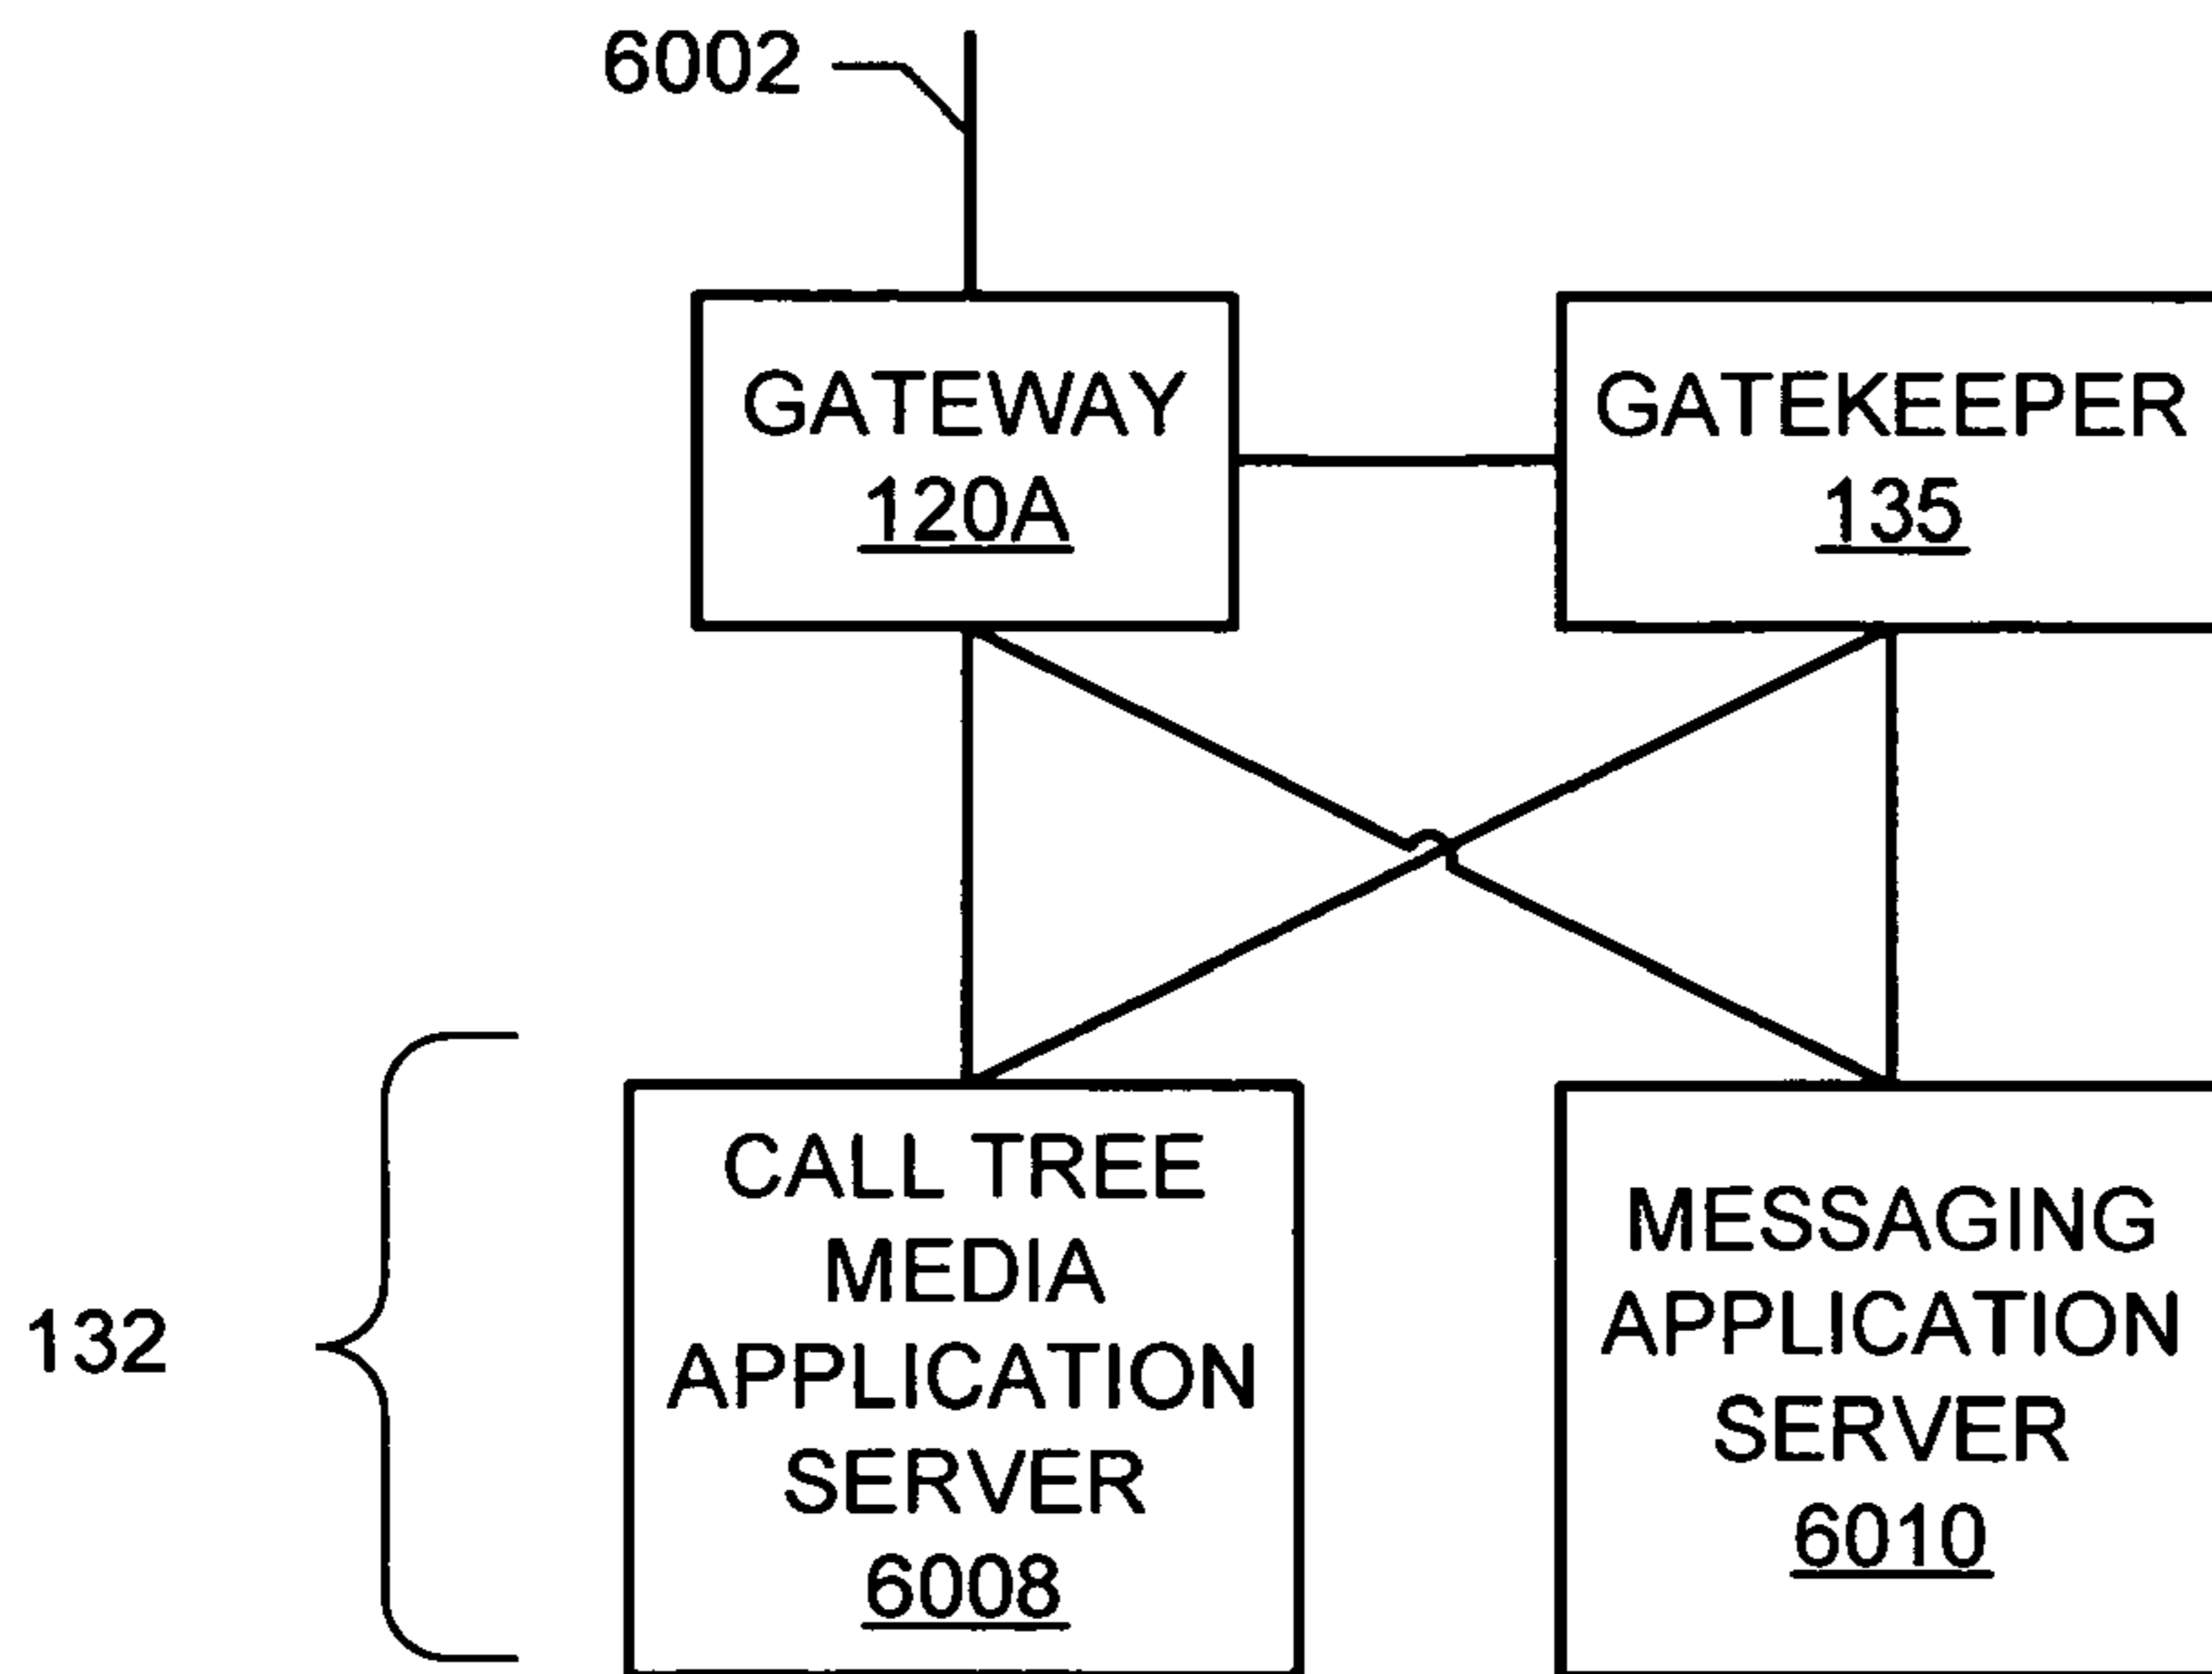 6002
GATEWAY
120A
GATEKEEPER
135
132
CALL TREE
MEDIA
APPLICATION
SERVER
6008
MESSAGING
APPLICATION
SERVER
6010